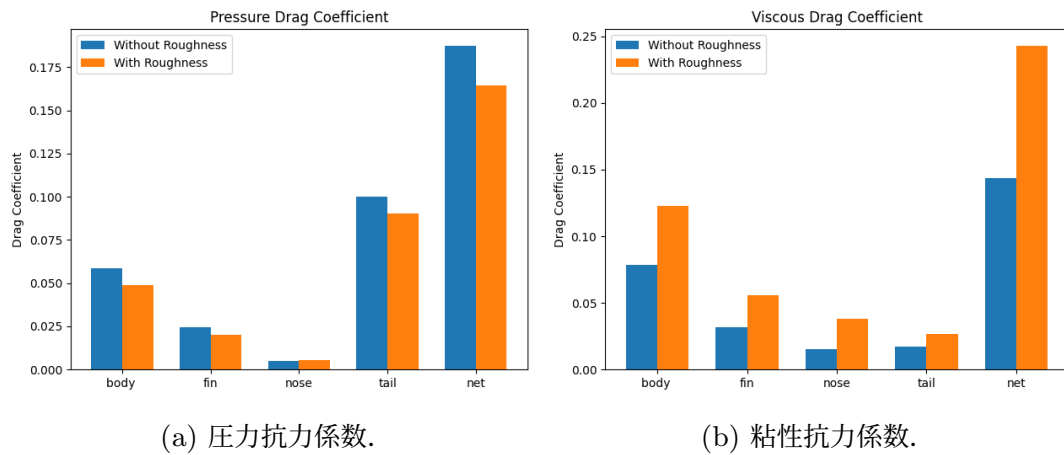 Pressure Drag Coefficient
Without Roughness
With Roughness
Drag Coefficient
0.175
0.150
0.125
0.100
0.075
0.050
0.025
0.000
body fin nose tail net
(a) 圧力抗力係数.
Viscous Drag Coefficient
Without Roughness
With Roughness
Drag Coefficient
0.25
0.20
0.15
0.10
0.05
0.00
body fin nose tail net
(b) 粘性抗力係数.